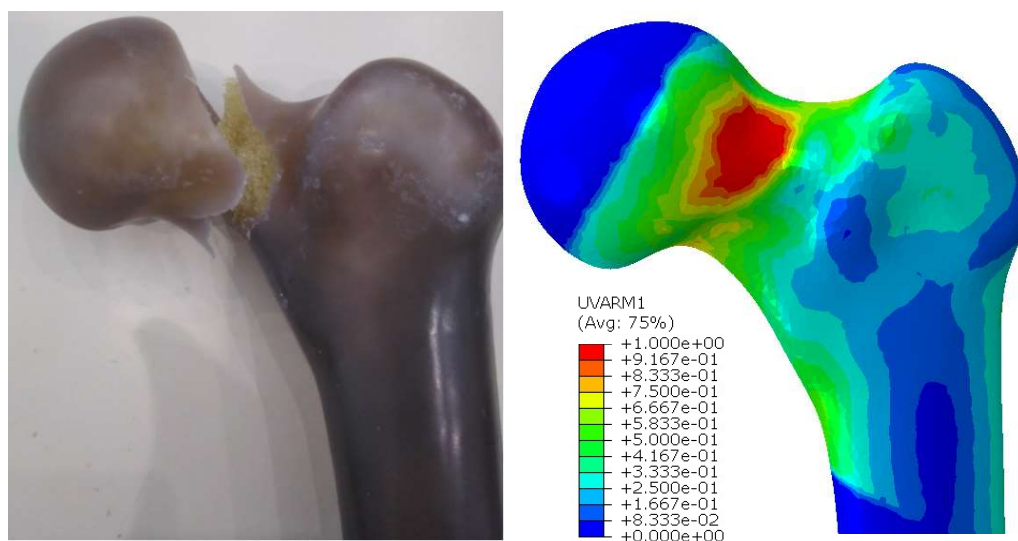 UVARM1
(Avg: 75%)
+1.000e+00
+9.167e-01
+8.333e-01
+7.500e-01
+6.667e-01
+5.833e-01
+5.000e-01
+4.167e-01
+3.333e-01
+2.500e-01
+1.667e-01
+8.333e-02
+0.000e+00